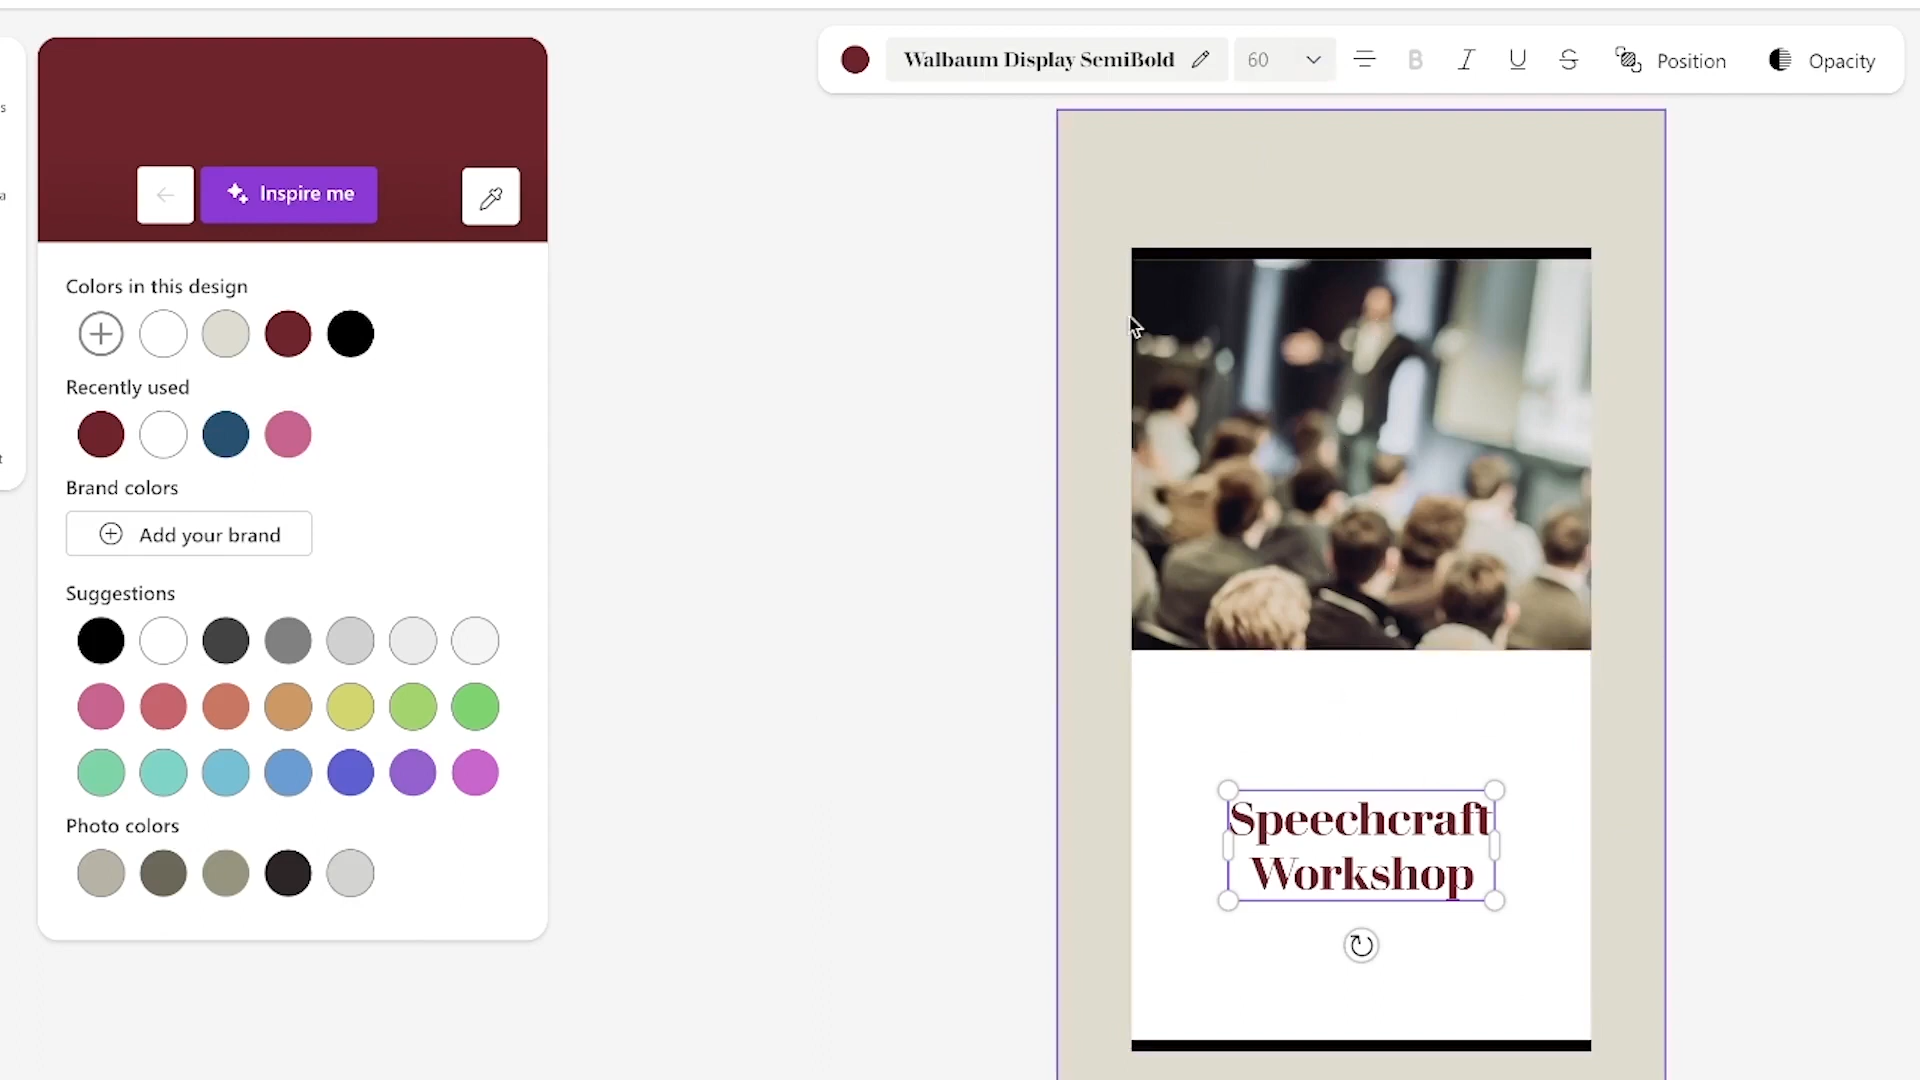 Walbaum Display SemiBold
60
B
I
U
S
Position
Opacity
s
a
t
Inspire me
Colors in this design
Recently used
Brand colors
Add your brand
Suggestions
Photo colors
Speechcraft
Workshop